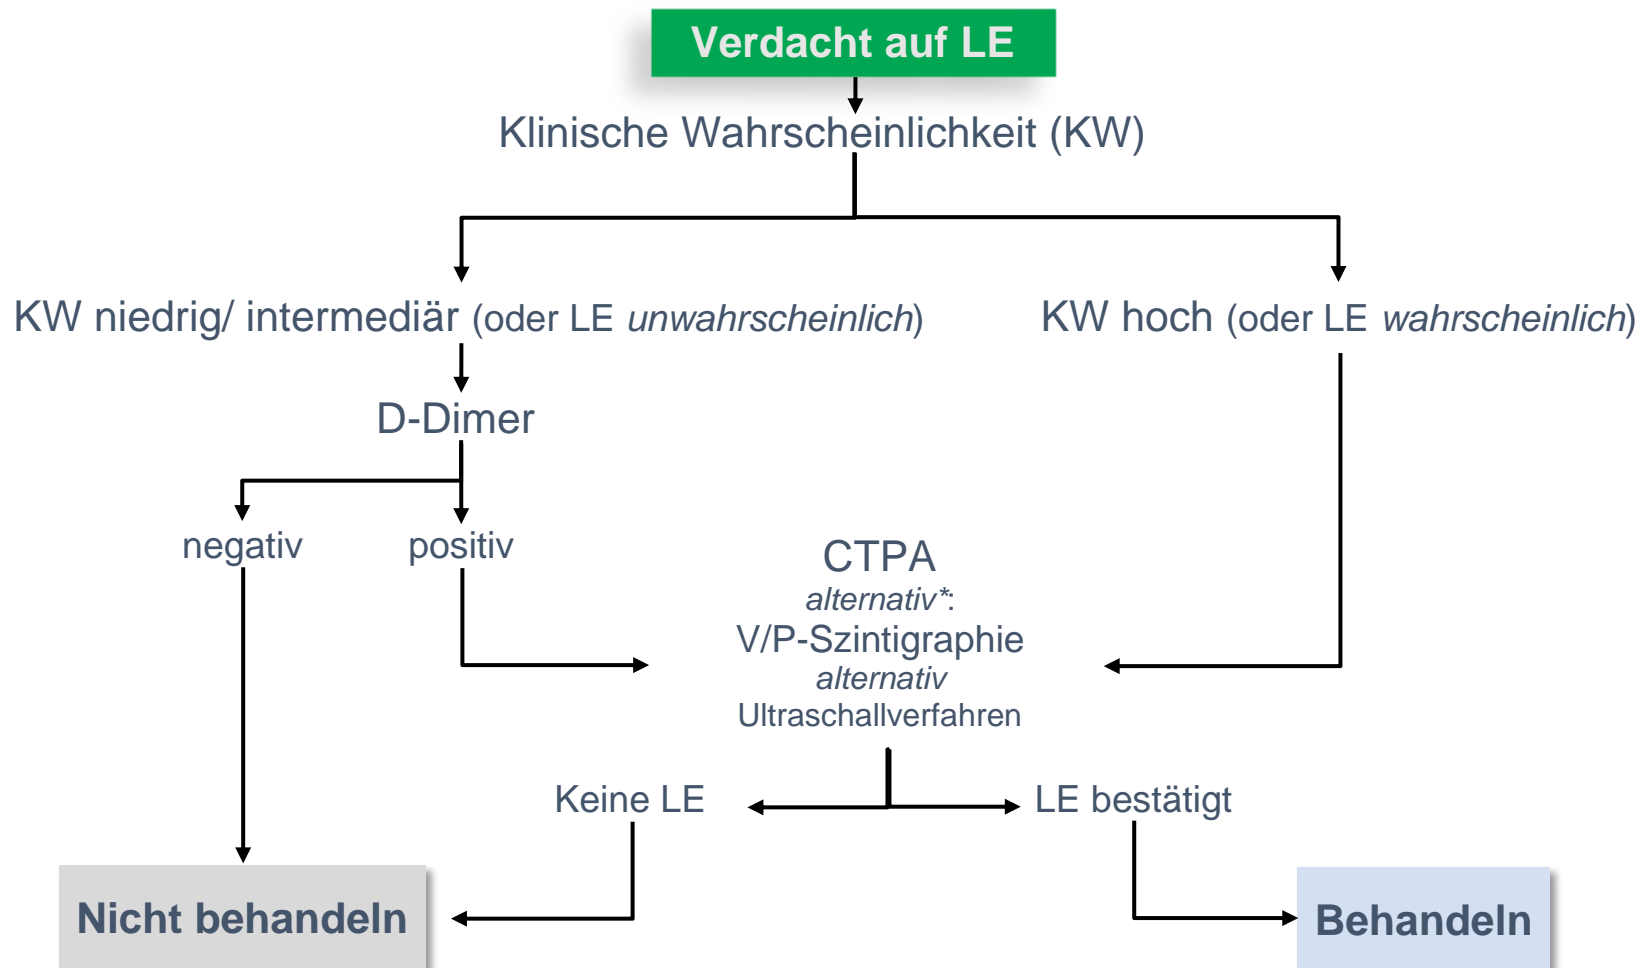 Verdacht auf LE
Klinische Wahrscheinlichkeit (KW)
KW niedrig/ intermediär (oder LE unwahrscheinlich)
KW hoch (oder LE wahrscheinlich)
D-Dimer
negativ
positiv
CTPA
alternativ*:
V/P-Szintigraphie
alternativ
Ultraschallverfahren
Keine LE
LE bestätigt
Nicht behandeln
Behandeln